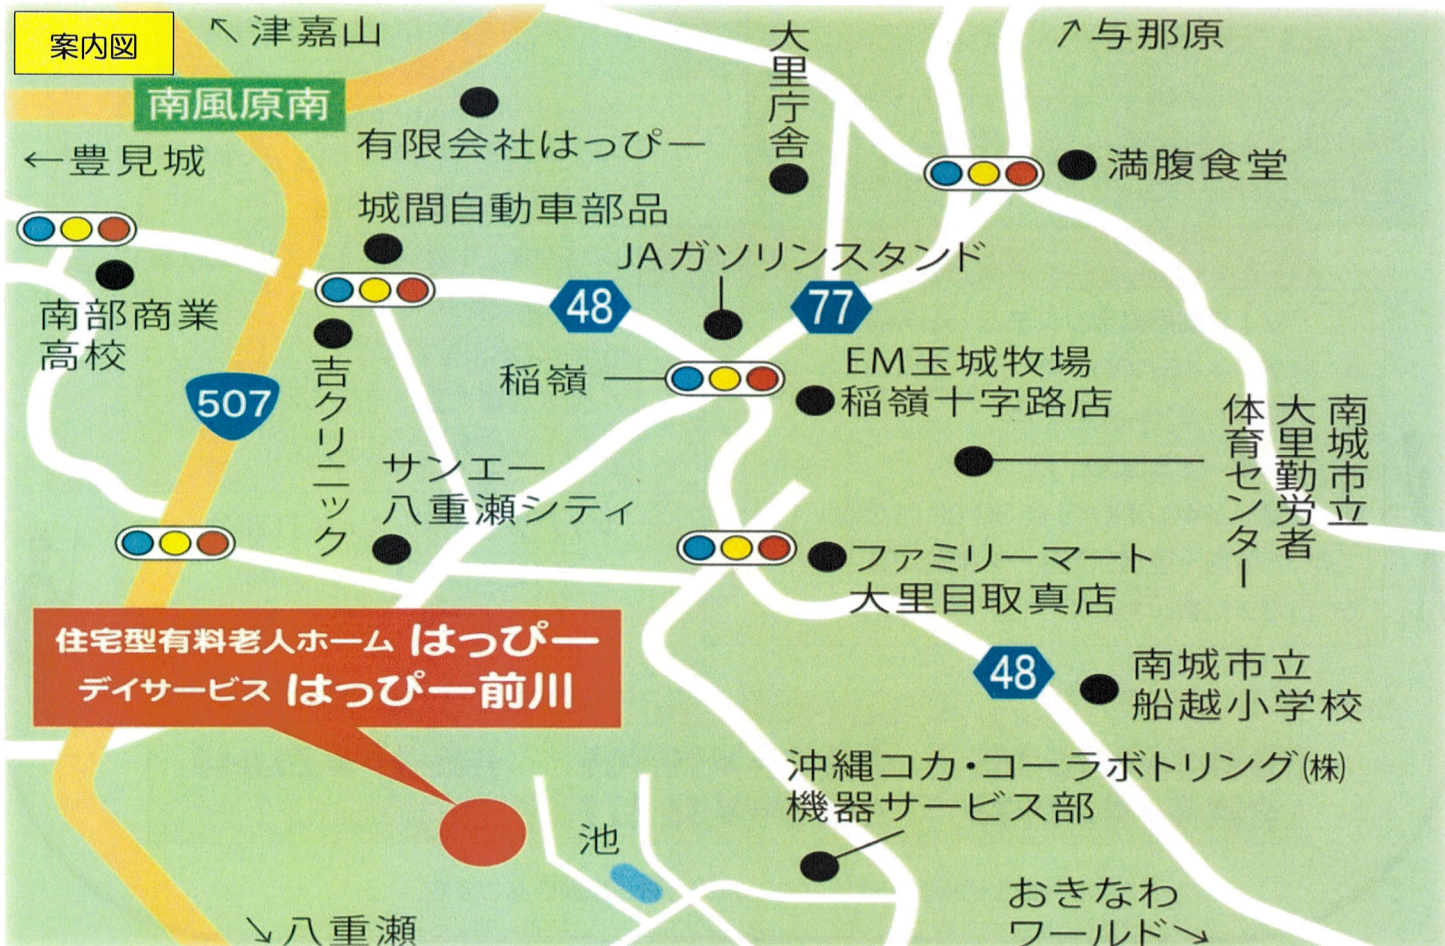 案内図
↖津嘉山
南風原南
←豊見城
有限会社はっぴー
城間自動車部品
大里庁舎
↗与那原
満腹食堂
JAガソリンスタンド
南部商業
高校
48
77
稲嶺
EM玉城牧場
稲嶺十字路店
507
吉クリニック
サンエー
八重瀬シティ
南城市立
大里勤労者
体育センター
ファミリーマート
大里目取真店
住宅型有料老人ホーム はっぴー
デイサービス はっぴー前川
48
南城市立
船越小学校
沖縄コカ・コーラボトリング㈱
機器サービス部
池
おきなわ
ワールド→
↘八重瀬